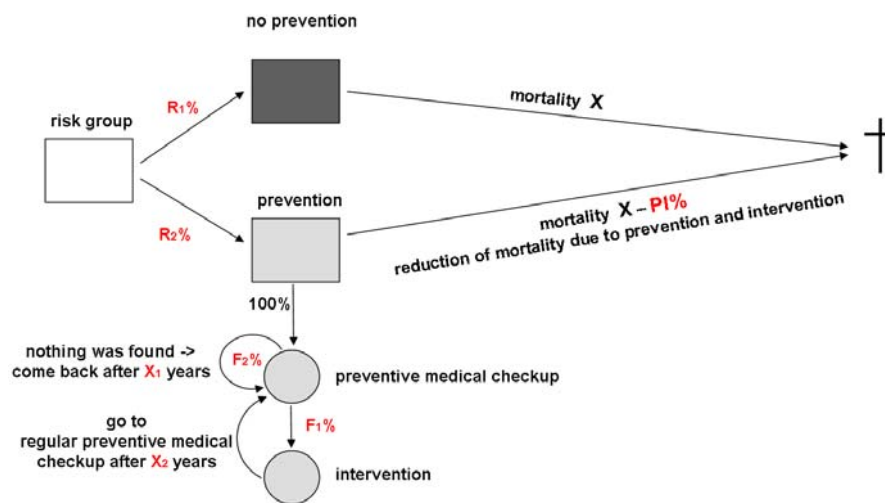 no prevention
R1%
mortality X
risk group
prevention
R2%
mortality X – PI%
reduction of mortality due to prevention and intervention
100%
nothing was found ->
come back after X1 years
F2%
preventive medical checkup
go to
regular preventive medical
checkup after X2 years
F1%
intervention